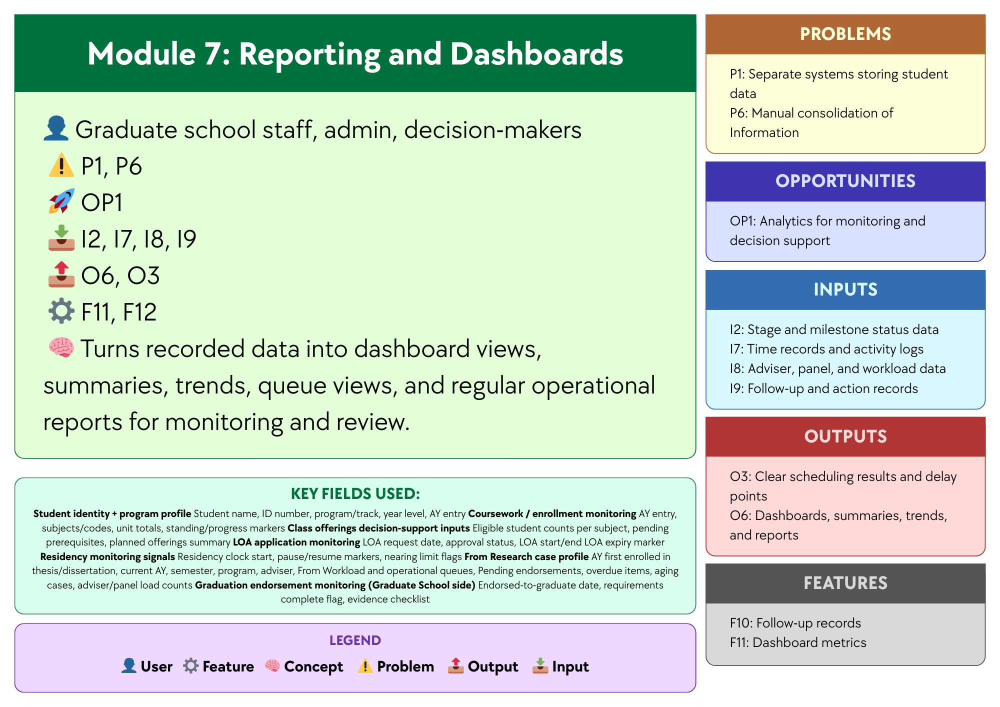 Module 7: Reporting and Dashboards
Graduate school staff, admin, decision-makers
P1, P6
OP1
I2, I7, I8, I9
O6, O3
F11, F12
Turns recorded data into dashboard views,
summaries, trends, queue views, and regular operational
reports for monitoring and review.
KEY FIELDS USED:
Student identity + program profile Student name, ID number, program/track, year level, AY entry Coursework / enrollment monitoring AY entry,
subjects/codes, unit totals, standing/progress markers Class offerings decision-support inputs Eligible student counts per subject, pending
prerequisites, planned offerings summary LOA application monitoring LOA request date, approval status, LOA start/end LOA expiry marker
Residency monitoring signals Residency clock start, pause/resume markers, nearing limit flags From Research case profile AY first enrolled in
thesis/dissertation, current AY, semester, program, adviser, From Workload and operational queues, Pending endorsements, overdue items, aging
cases, adviser/panel load counts Graduation endorsement monitoring (Graduate School side) Endorsed-to-graduate date, requirements
complete flag, evidence checklist
LEGEND
User Feature Concept Problem Output Input
PROBLEMS
P1: Separate systems storing student
data
P6: Manual consolidation of
Information
OPPORTUNITIES
OP1: Analytics for monitoring and
decision support
INPUTS
I2: Stage and milestone status data
I7: Time records and activity logs
I8: Adviser, panel, and workload data
I9: Follow-up and action records
OUTPUTS
O3: Clear scheduling results and delay
points
O6: Dashboards, summaries, trends,
and reports
FEATURES
F10: Follow-up records
F11: Dashboard metrics